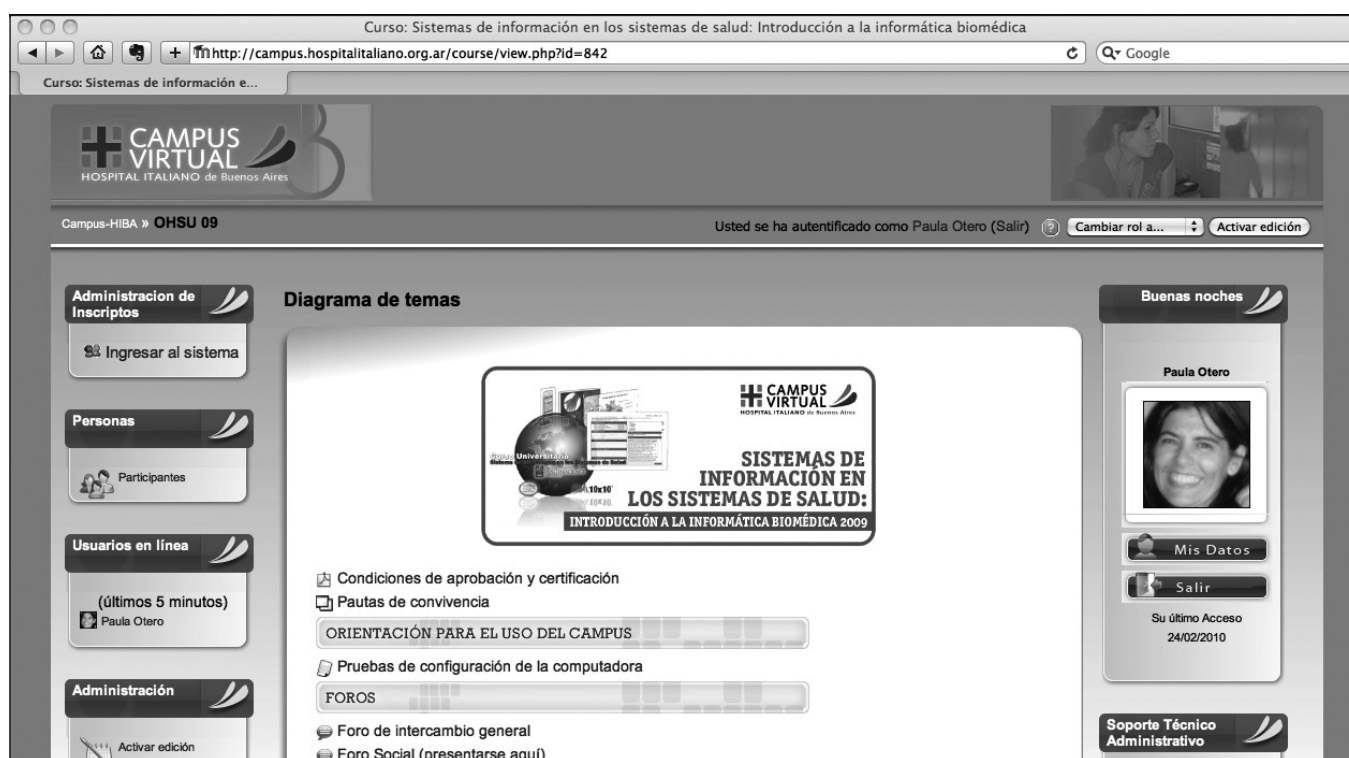 Curso: Sistemas de información en los sistemas de salud: Introducción a la informática biomédica
http://campus.hospitalitaliano.org.ar/course/view.php?id=842
Google
Curso: Sistemas de información e...
CAMPUS
VIRTUAL
HOSPITAL ITALIANO de Buenos Aires
Campus-HIBA » OHSU 09
Usted se ha autentificado como Paula Otero (Salir)
Cambiar rol a...
Activar edición
Administracion de
Inscriptos
Ingresar al sistema
Personas
Participantes
Usuarios en línea
(últimos 5 minutos)
Paula Otero
Administración
Activar edición
Diagrama de temas
CAMPUS
VIRTUAL
HOSPITAL ITALIANO de Buenos Aires
Curso Universitario
10x10
SISTEMAS DE
INFORMACIÓN EN
LOS SISTEMAS DE SALUD:
INTRODUCCIÓN A LA INFORMÁTICA BIOMÉDICA 2009
Condiciones de aprobación y certificación
Pautas de convivencia
ORIENTACIÓN PARA EL USO DEL CAMPUS
Pruebas de configuración de la computadora
FOROS
Foro de intercambio general
Foro Social (presentarse aquí)
Buenas noches
Paula Otero
Mis Datos
Salir
Su último Acceso
24/02/2010
Soporte Técnico
Administrativo